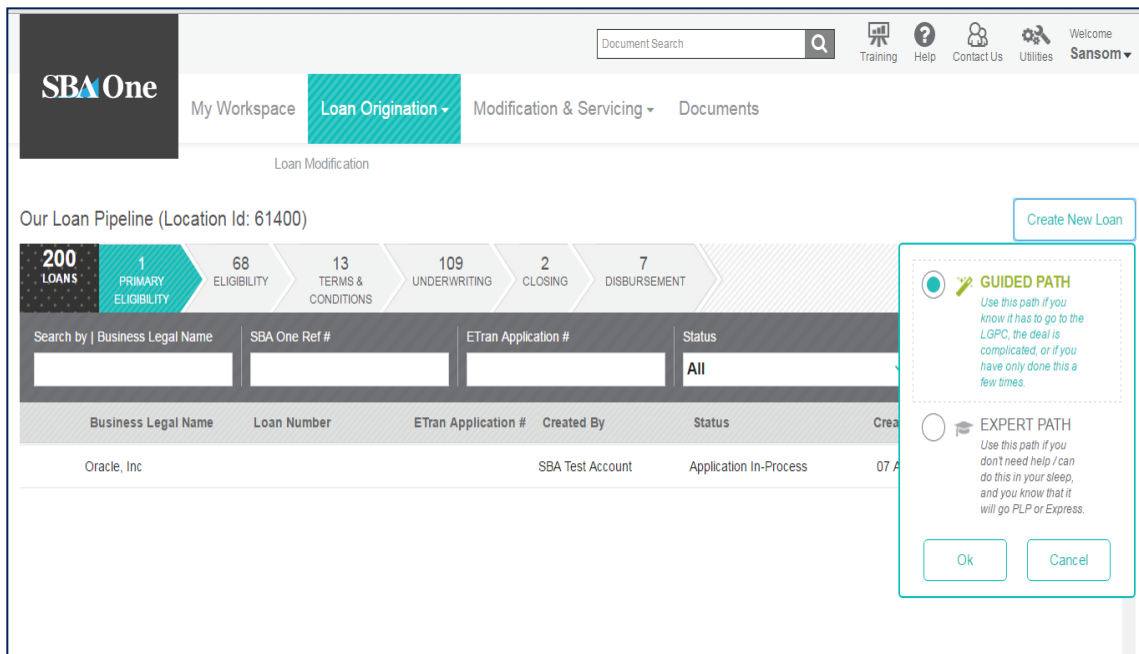 Document Search
Training
Help
Contact Us
Utilities
Welcome
Sansom
SBA One
My Workspace
Loan Origination
Modification & Servicing
Documents
Loan Modification
Our Loan Pipeline (Location Id: 61400)
Create New Loan
200
LOANS
1
PRIMARY
ELIGIBILITY
68
ELIGIBILITY
13
TERMS &
CONDITIONS
109
UNDERWRITING
2
CLOSING
7
DISBURSEMENT
Search by | Business Legal Name
SBA One Ref #
ETran Application #
Status
All
Business Legal Name
Loan Number
ETran Application #
Created By
Status
Crea
Oracle, Inc
SBA Test Account
Application In-Process
07 A
GUIDED PATH
Use this path if you
know it has to go to the
LGPC, the deal is
complicated, or if you
have only done this a
few times.
EXPERT PATH
Use this path if you
don't need help / can
do this in your sleep,
and you know that it
will go PLP or Express.
Ok
Cancel